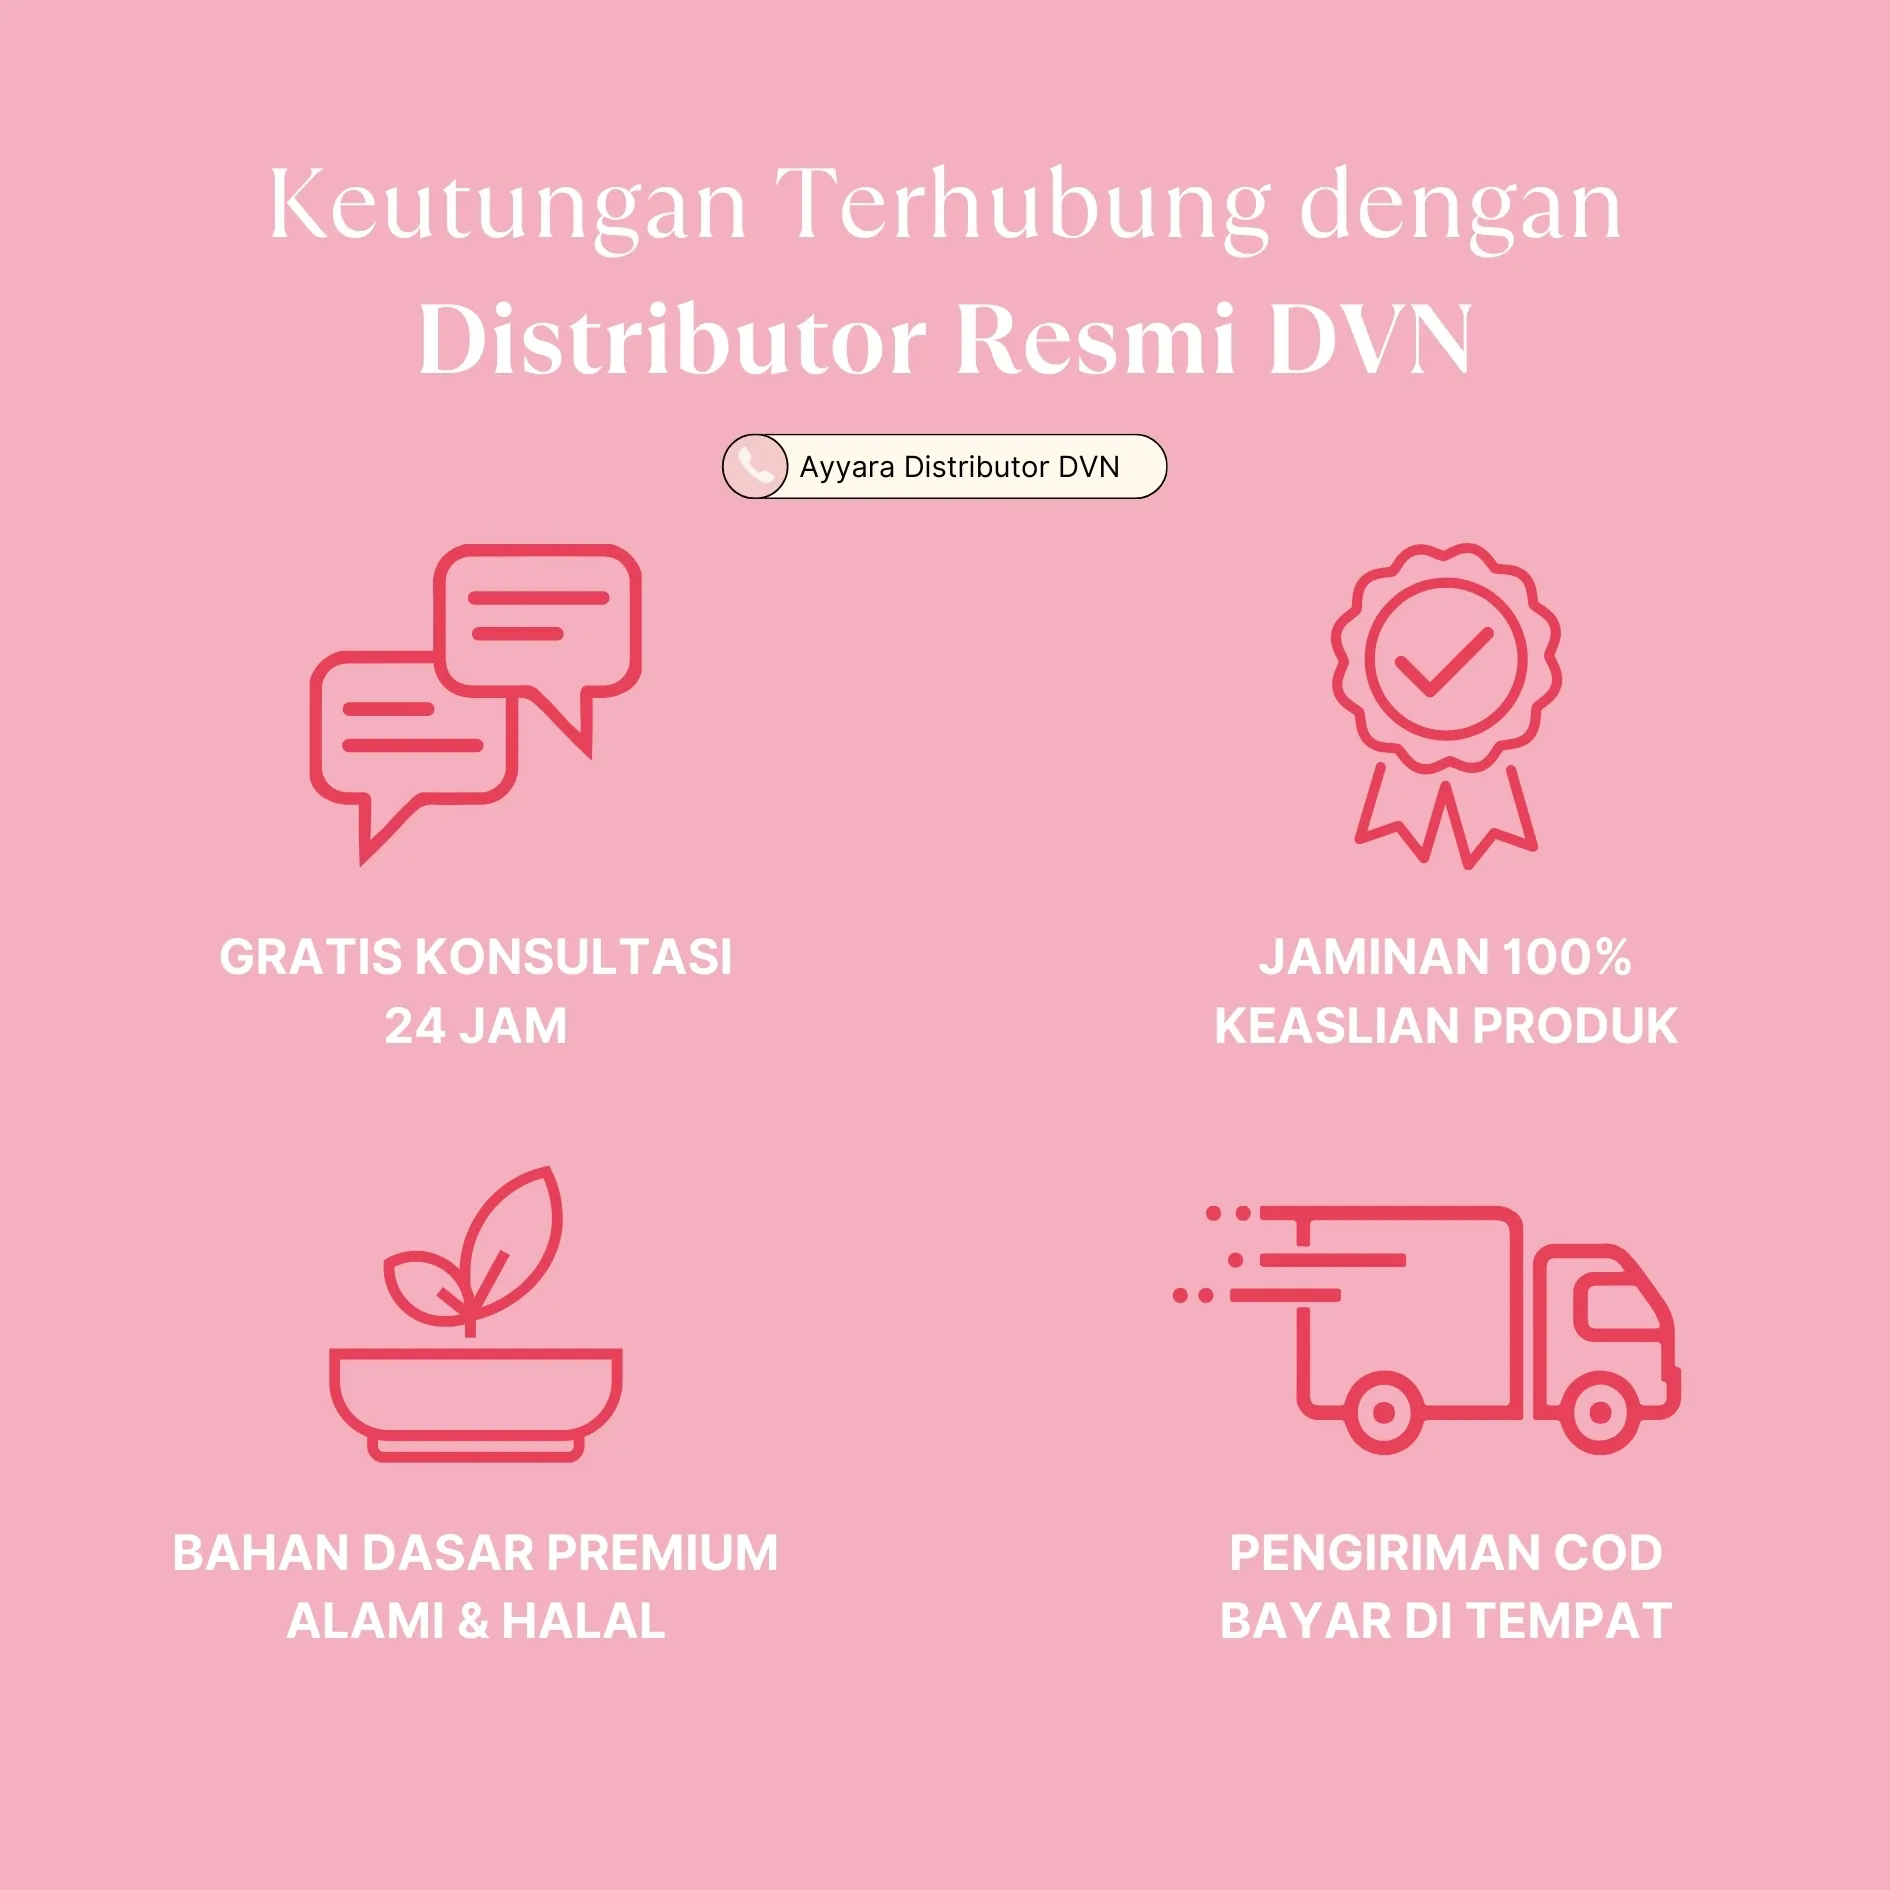 Keutungan Terhubung dengan
Distributor Resmi DVN
Ayyara Distributor DVN
GRATIS KONSULTASI
24 JAM
JAMINAN 100%
KEASLIAN PRODUK
BAHAN DASAR PREMIUM
ALAMI & HALAL
PENGIRIMAN COD
BAYAR DI TEMPAT